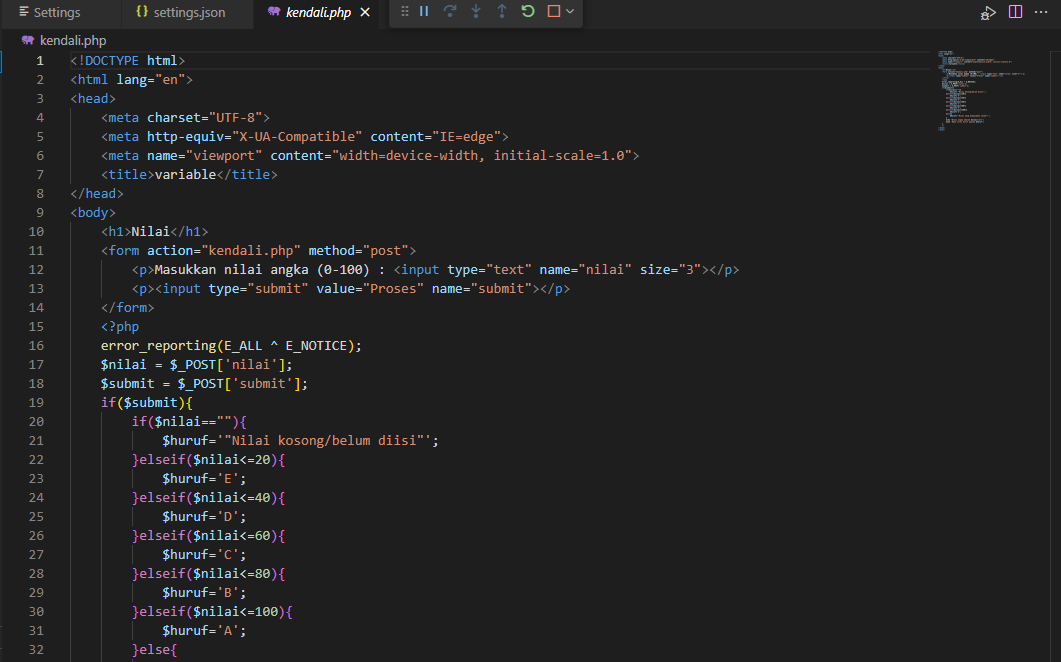 Settings {} settings.json kendali.php
kendali.php
1 <!DOCTYPE html>
2 <html lang="en">
3 <head>
4 <meta charset="UTF-8">
5 <meta http-equiv="X-UA-Compatible" content="IE=edge">
6 <meta name="viewport" content="width=device-width, initial-scale=1.0">
7 <title>variable</title>
8 </head>
9 <body>
10 <h1>Nilai</h1>
11 <form action="kendali.php" method="post">
12 <p>Masukkan nilai angka (0-100) : <input type="text" name="nilai" size="3"></p>
13 <p><input type="submit" value="Proses" name="submit"></p>
14 </form>
15 <?php
16 error_reporting(E_ALL ^ E_NOTICE);
17 $nilai = $_POST['nilai'];
18 $submit = $_POST['submit'];
19 if($submit){
20 if($nilai==""){
21 $huruf='"Nilai kosong/belum diisi"';
22 }elseif($nilai<=20){
23 $huruf='E';
24 }elseif($nilai<=40){
25 $huruf='D';
26 }elseif($nilai<=60){
27 $huruf='C';
28 }elseif($nilai<=80){
29 $huruf='B';
30 }elseif($nilai<=100){
31 $huruf='A';
32 }else{